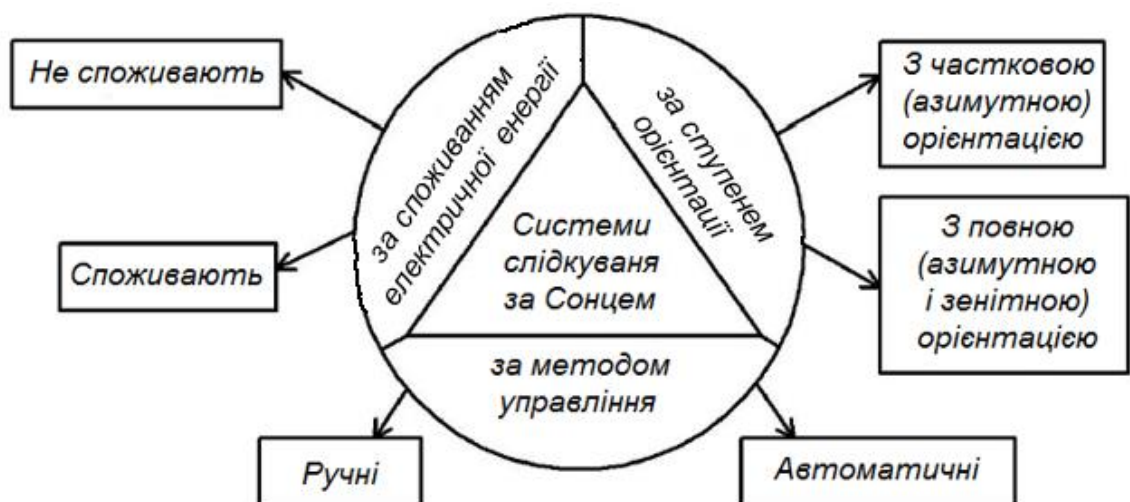 Не споживають
Споживають
за споживанням
електричної енергії
за ступенем
орієнтації
Системи
слідкуваня
за Сонцем
за методом
управління
З частковою
(азимутною)
орієнтацією
З повною
(азимутною
і зенітною)
орієнтацією
Ручні
Автоматичні